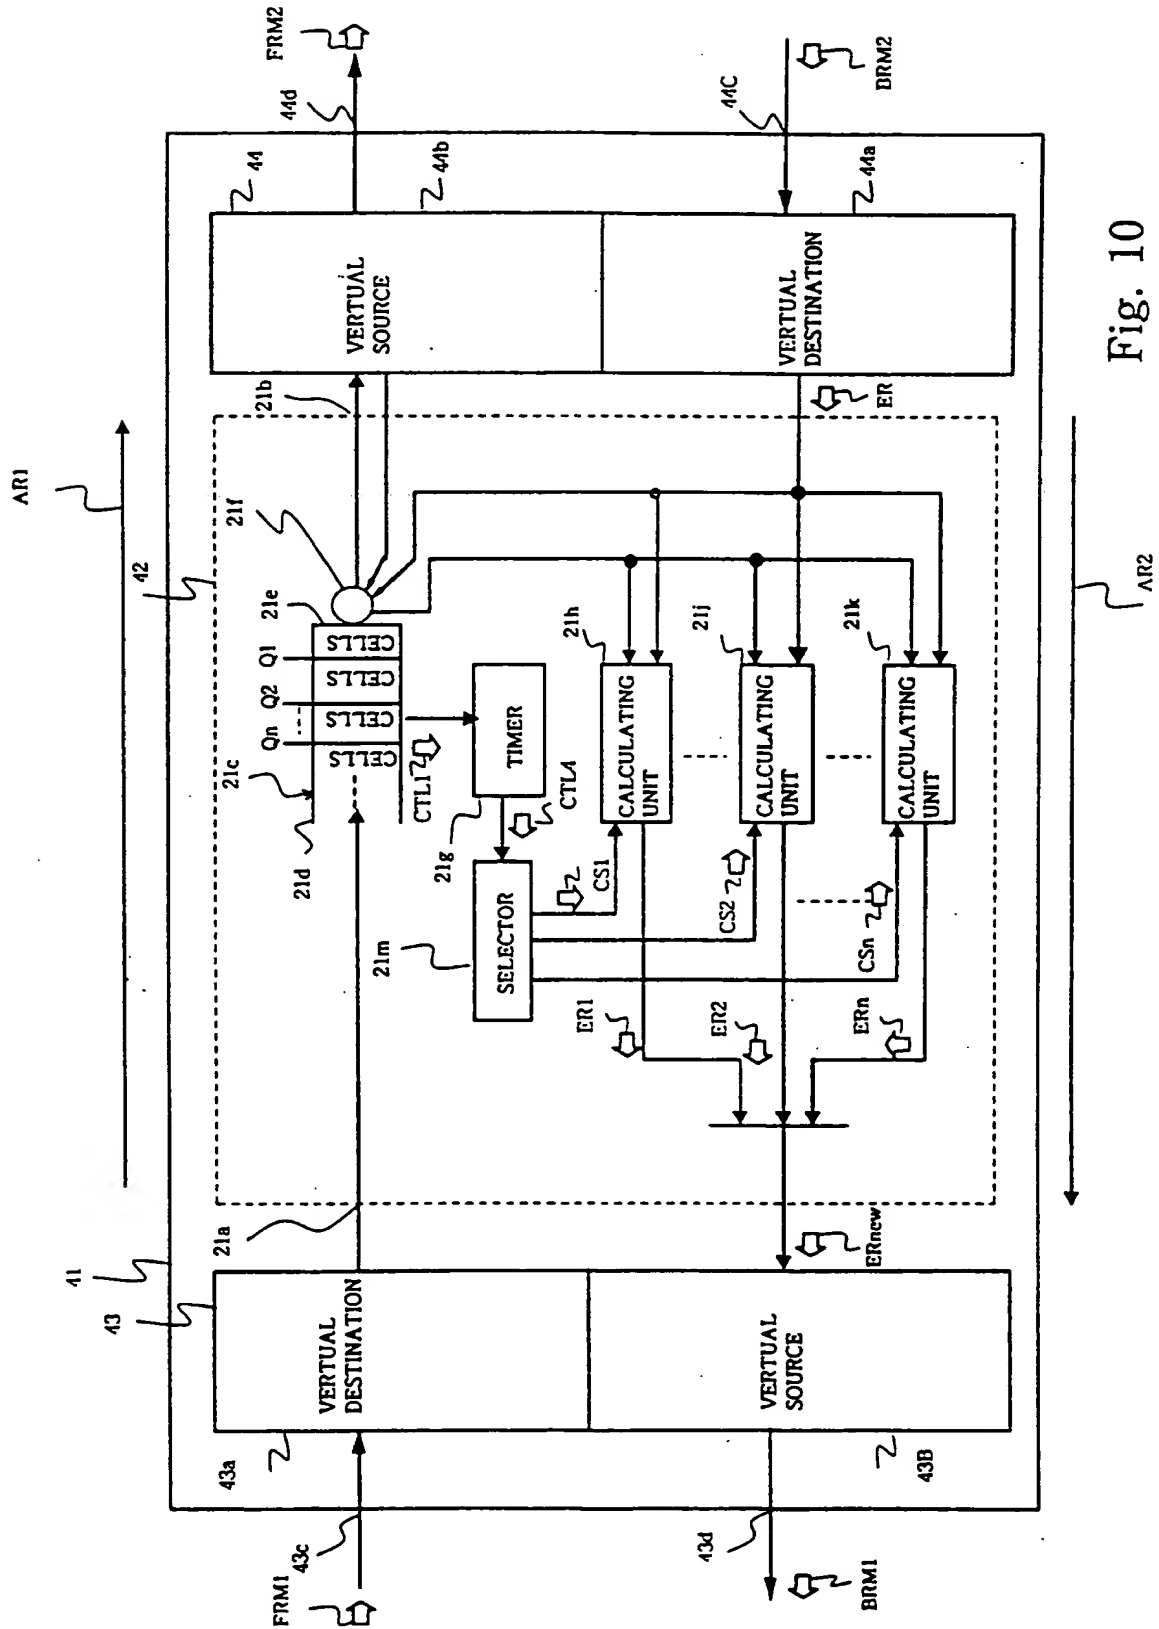 AR1
41
42
43
43a
43c
FRM1
VERTUAL
DESTINATION
21a
21d
21c
Qn
Q2
Q1
21e
21f
21b
44
44d
FRM2
44b
VERTUAL
SOURCE
CELLS
CELLS
CELLS
CELLS
CTL1
TIMER
21g
CTL4
SELECTOR
21m
CS1
CS2
CSn
21h
CALCULATING
UNIT
21j
CALCULATING
UNIT
21k
CALCULATING
UNIT
ER1
ER2
ERn
ER
ERnew
VERTUAL
SOURCE
43B
43d
BRM1
VERTUAL
DESTINATION
44a
44C
BRM2
AR2
Fig. 10